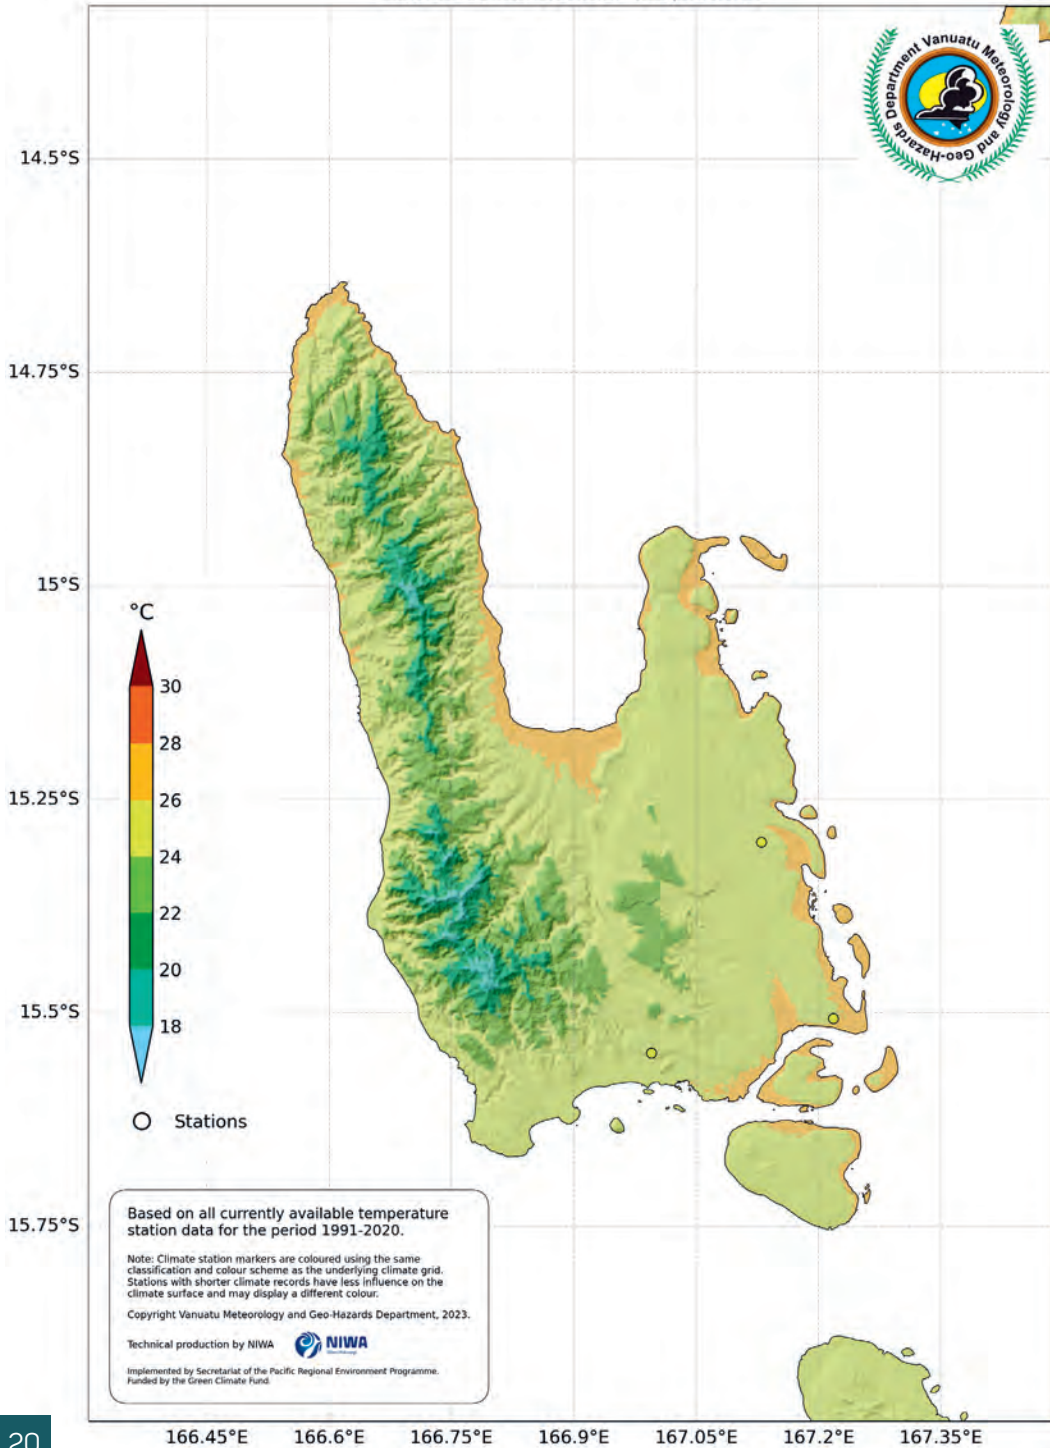 Vanuatu Meteorology and Geo-Hazards Department
14.5°S
14.75°S
15°S
15.25°S
15.5°S
15.75°S
°C
30
28
26
24
22
20
18
Stations
Based on all currently available temperature
station data for the period 1991-2020.
Note: Climate station markers are coloured using the same
classification and colour scheme as the underlying climate grid.
Stations with shorter climate records have less influence on the
climate surface and may display a different colour.
Copyright Vanuatu Meteorology and Geo-Hazards Department, 2023.
Technical production by NIWA
NIWA
Implemented by Secretariat of the Pacific Regional Environment Programme.
Funded by the Green Climate Fund.
166.45°E 166.6°E 166.75°E 166.9°E 167.05°E 167.2°E 167.35°E
20